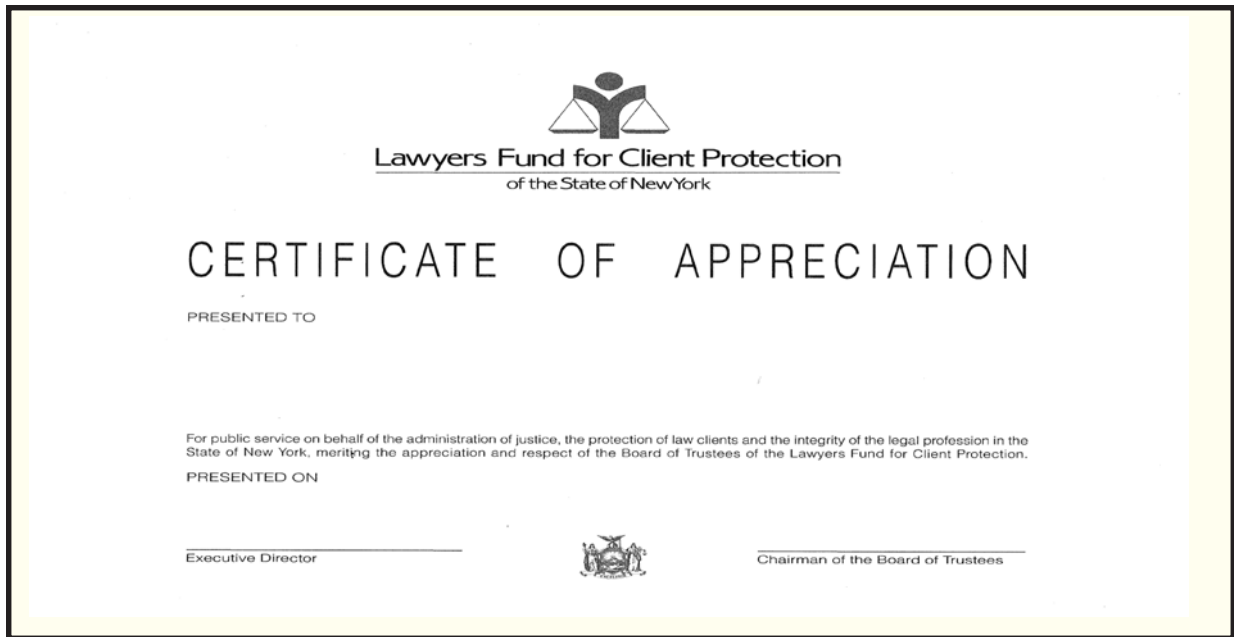 Lawyers Fund for Client Protection
of the State of New York
CERTIFICATE OF APPRECIATION
PRESENTED TO
For public service on behalf of the administration of justice, the protection of law clients and the integrity of the legal profession in the
State of New York, meriting the appreciation and respect of the Board of Trustees of the Lawyers Fund for Client Protection.
PRESENTED ON
Executive Director
Chairman of the Board of Trustees